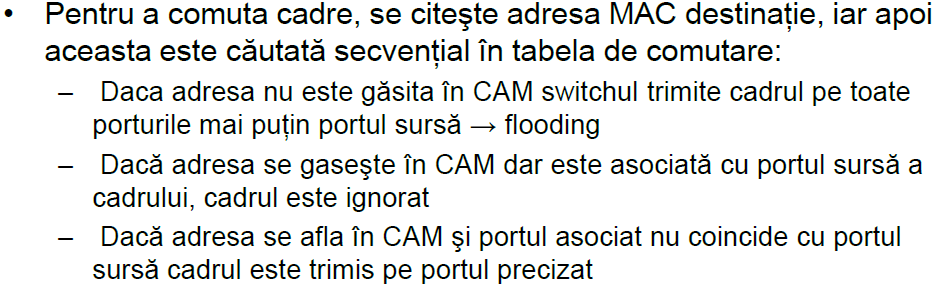 • Pentru a comuta cadre, se citeşte adresa MAC destinaţie, iar apoi
aceasta este căutată secvenţial în tabela de comutare:
– Daca adresa nu este găsita în CAM switchul trimite cadrul pe toate
porturile mai puţin portul sursă → flooding
– Dacă adresa se gaseşte în CAM dar este asociată cu portul sursă a
cadrului, cadrul este ignorat
– Dacă adresa se afla în CAM şi portul asociat nu coincide cu portul
sursă cadrul este trimis pe portul precizat